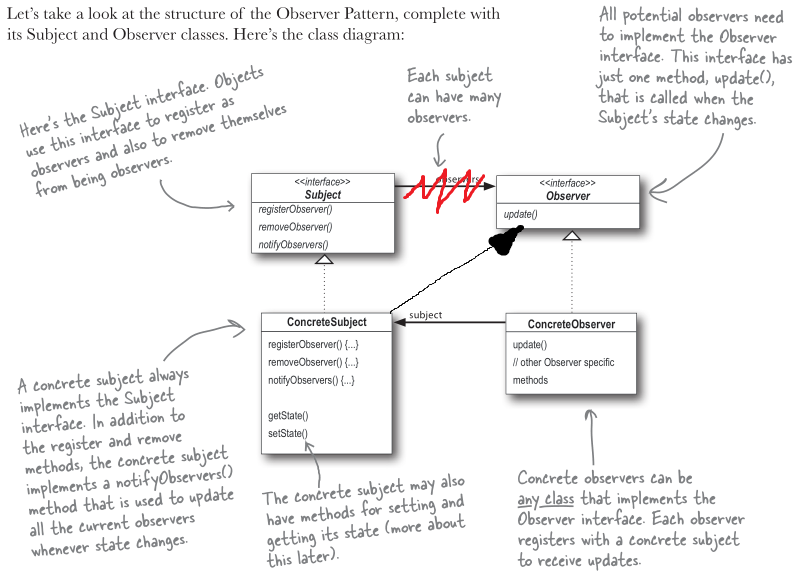 Let's take a look at the structure of the Observer Pattern, complete with
its Subject and Observer classes. Here's the class diagram:
All potential observers need
to implement the Observer
interface. This interface has
just one method, update(),
that is called when the
Subject's state changes.
Each subject
can have many
observers.
Here's the Subject interface. Objects
use this interface to register as
observers and also to remove themselves
from being observers.
<<interface>>
Subject
registerObserver()
removeObserver()
notifyObservers()
observers
<<interface>>
Observer
update()
ConcreteSubject
registerObserver() {...}
removeObserver() {...}
notifyObservers() {...}
getState()
setState()
subject
ConcreteObserver
update()
// other Observer specific
methods
A concrete subject always
implements the Subject
interface. In addition to
the register and remove
methods, the concrete subject
implements a notifyObservers()
method that is used to update
all the current observers
whenever state changes.
The concrete subject may also
have methods for setting and
getting its state (more about
this later).
Concrete observers can be
any class that implements the
Observer interface. Each observer
registers with a concrete subject
to receive updates.